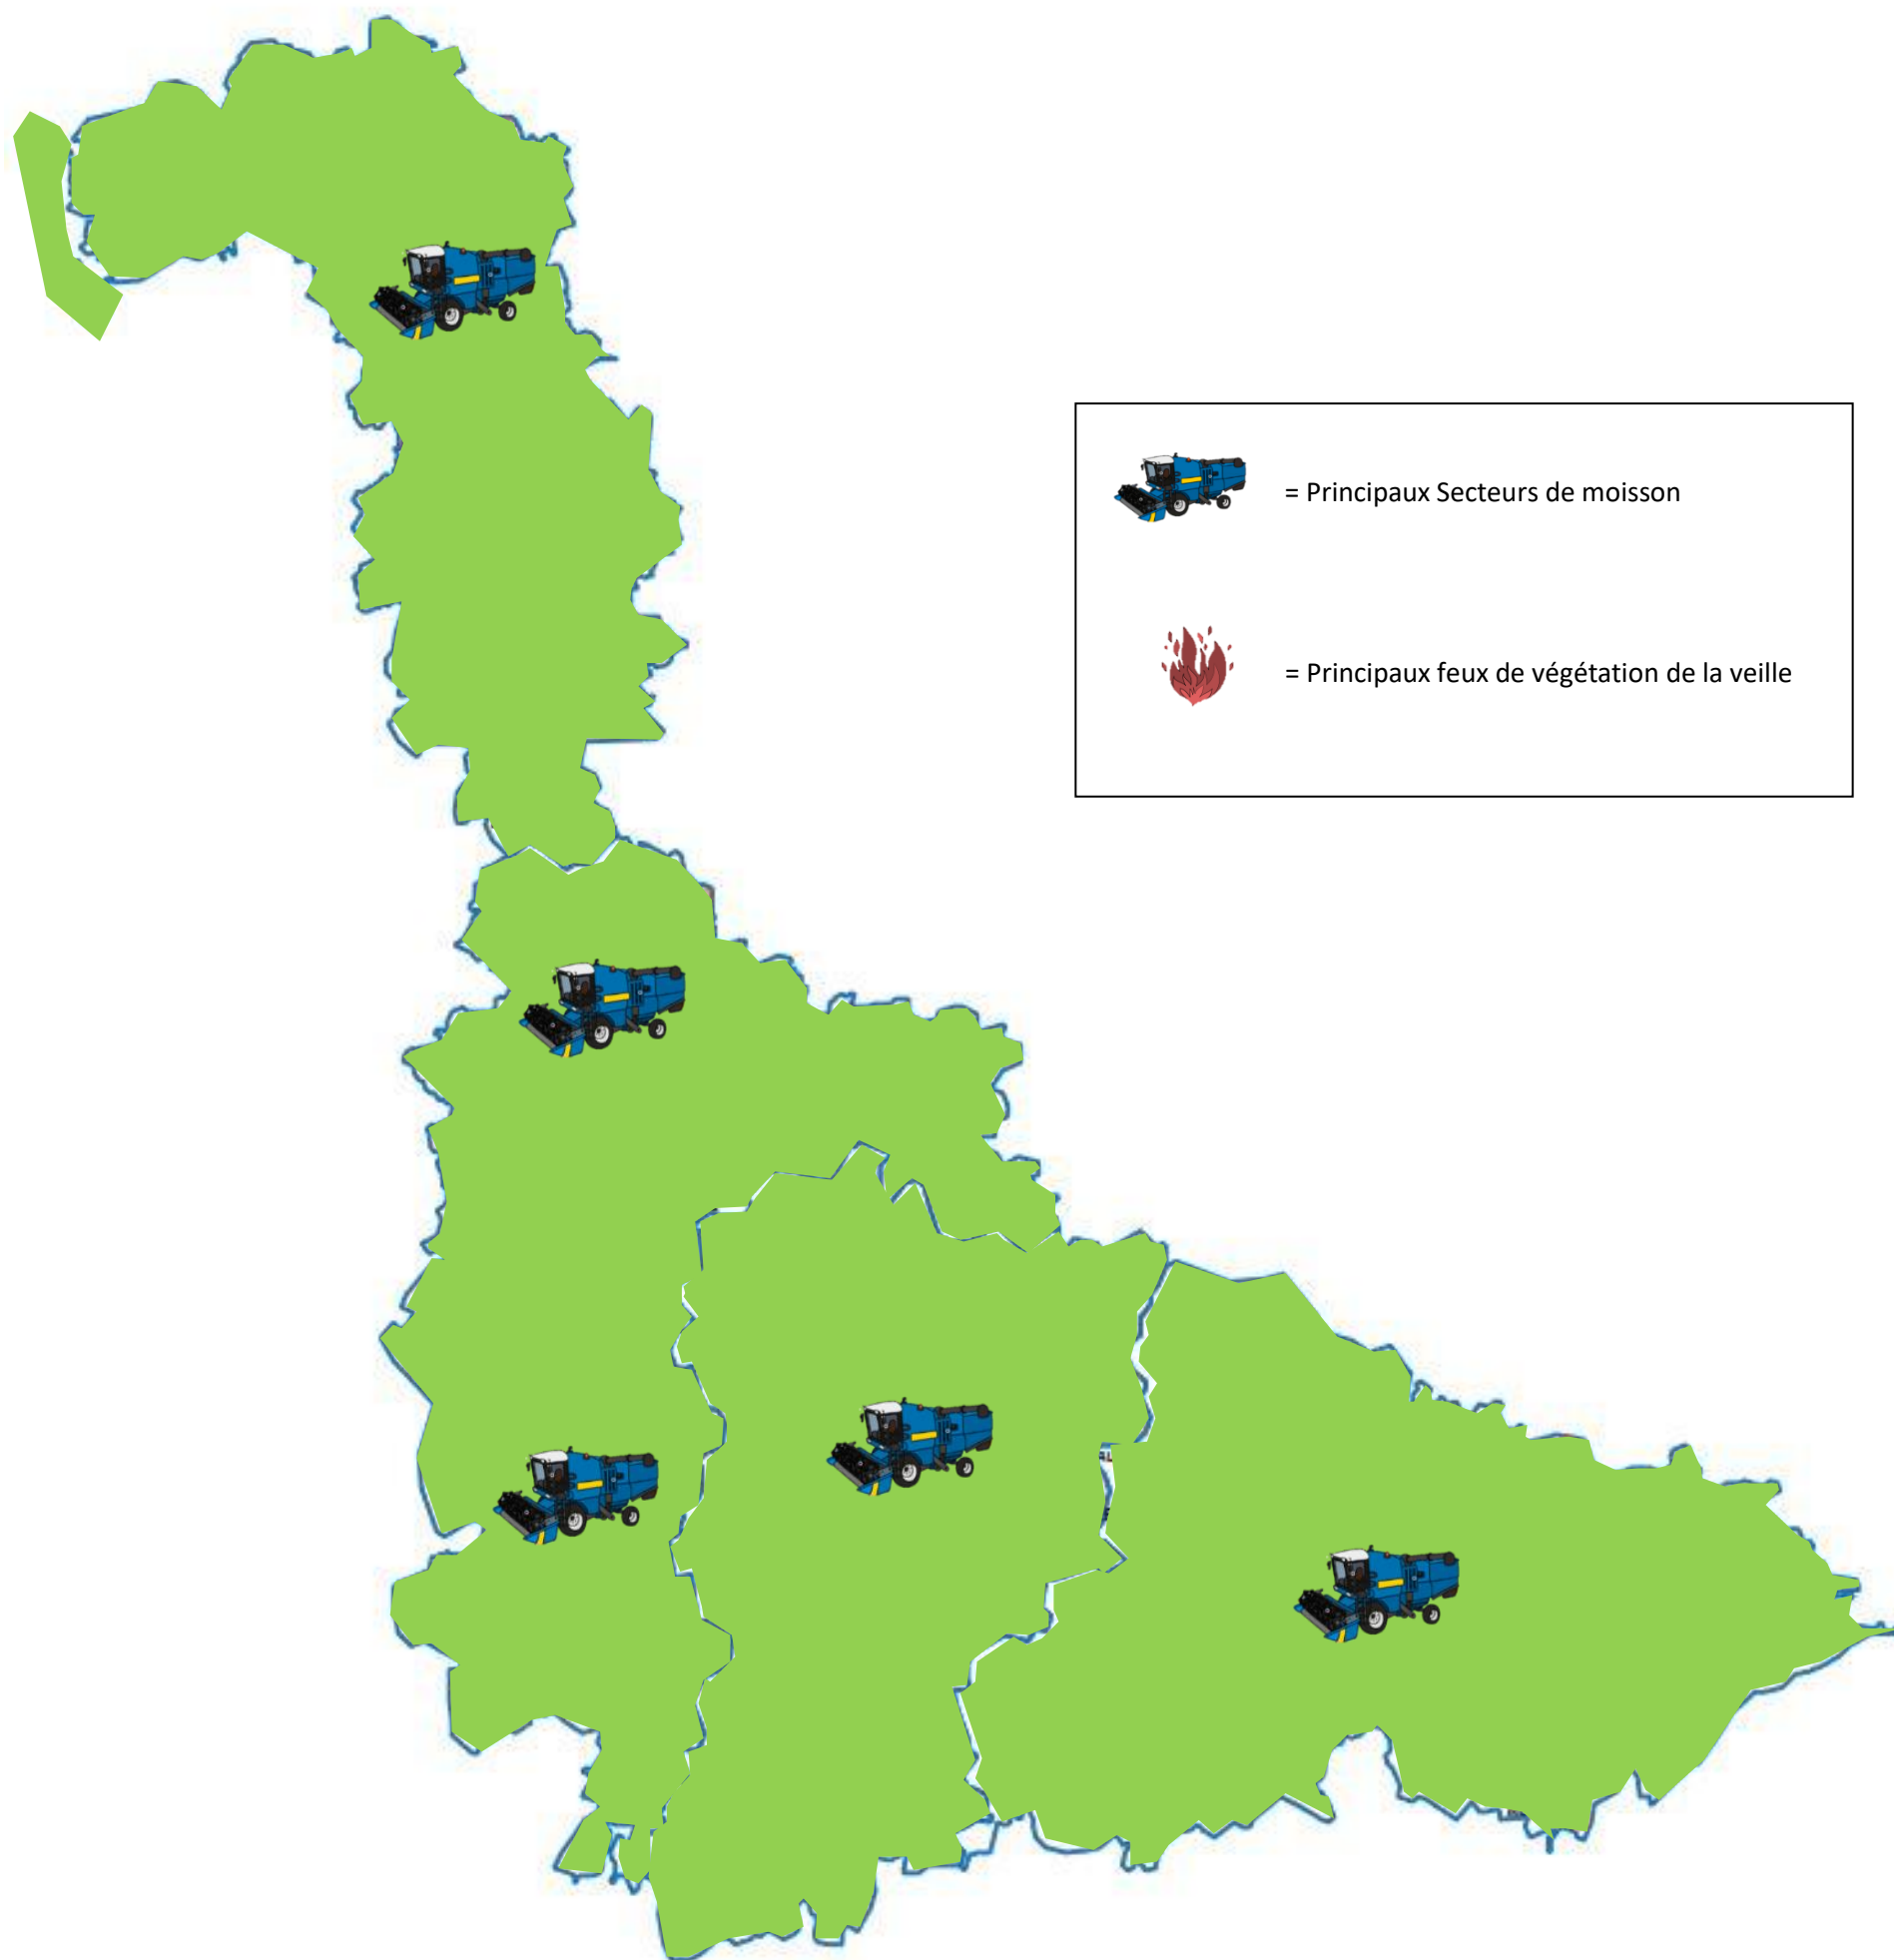 = Principaux Secteurs de moisson
= Principaux feux de végétation de la veille